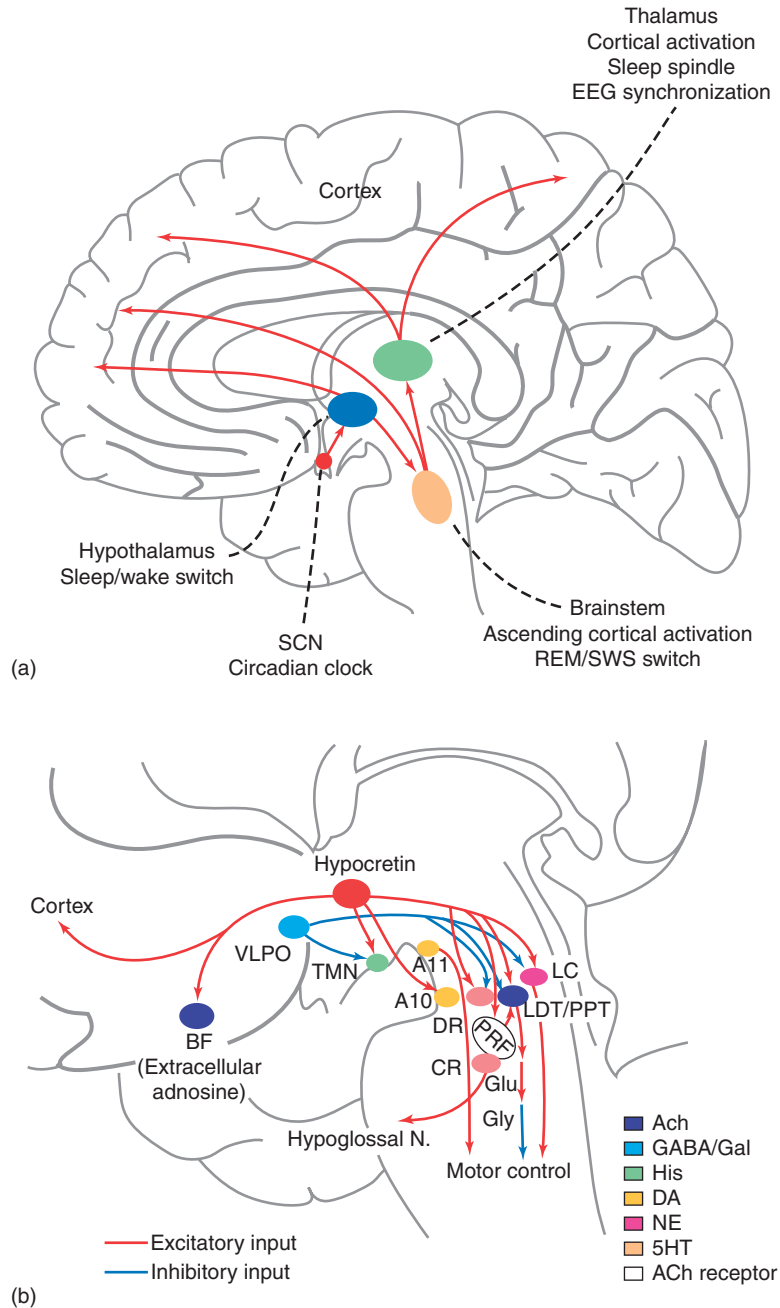 Thalamus
Cortical activation
Sleep spindle
EEG synchronization
Cortex
Hypothalamus
Sleep/wake switch
SCN
Circadian clock
Brainstem
Ascending cortical activation
REM/SWS switch
(a)
Hypocretin
Cortex
VLPO
TMN
A11
LC
A10
LDT/PPT
BF
(Extracellular
adnosine)
DR
PRF
CR
Glu
Gly
Hypoglossal N.
Motor control
Ach
GABA/Gal
His
DA
NE
5HT
ACh receptor
Excitatory input
Inhibitory input
(b)